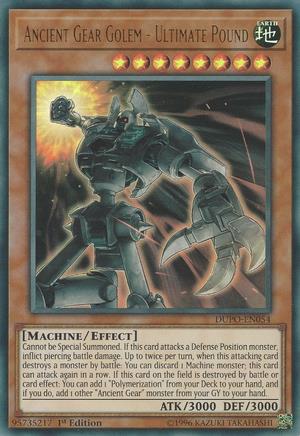 ANCIENT GEAR GOLEM - ULTIMATE POUND
EARTH
地
DUPO-EN054
[MACHINE/EFFECT]
Cannot be Special Summoned. If this card attacks a Defense Position monster,
inflict piercing battle damage. Up to twice per turn, when this attacking card
destroys a monster by battle: You can discard 1 Machine monster; this card
can attack again in a row. If this card on the field is destroyed by battle or
card effect: You can add 1 "Polymerization" from your Deck to your hand, and
if you do, add 1 other "Ancient Gear" monster from your GY to your hand.
ATK/3000 DEF/3000
95735217 1st Edition ©1996 KAZUKI TAKAHASHI